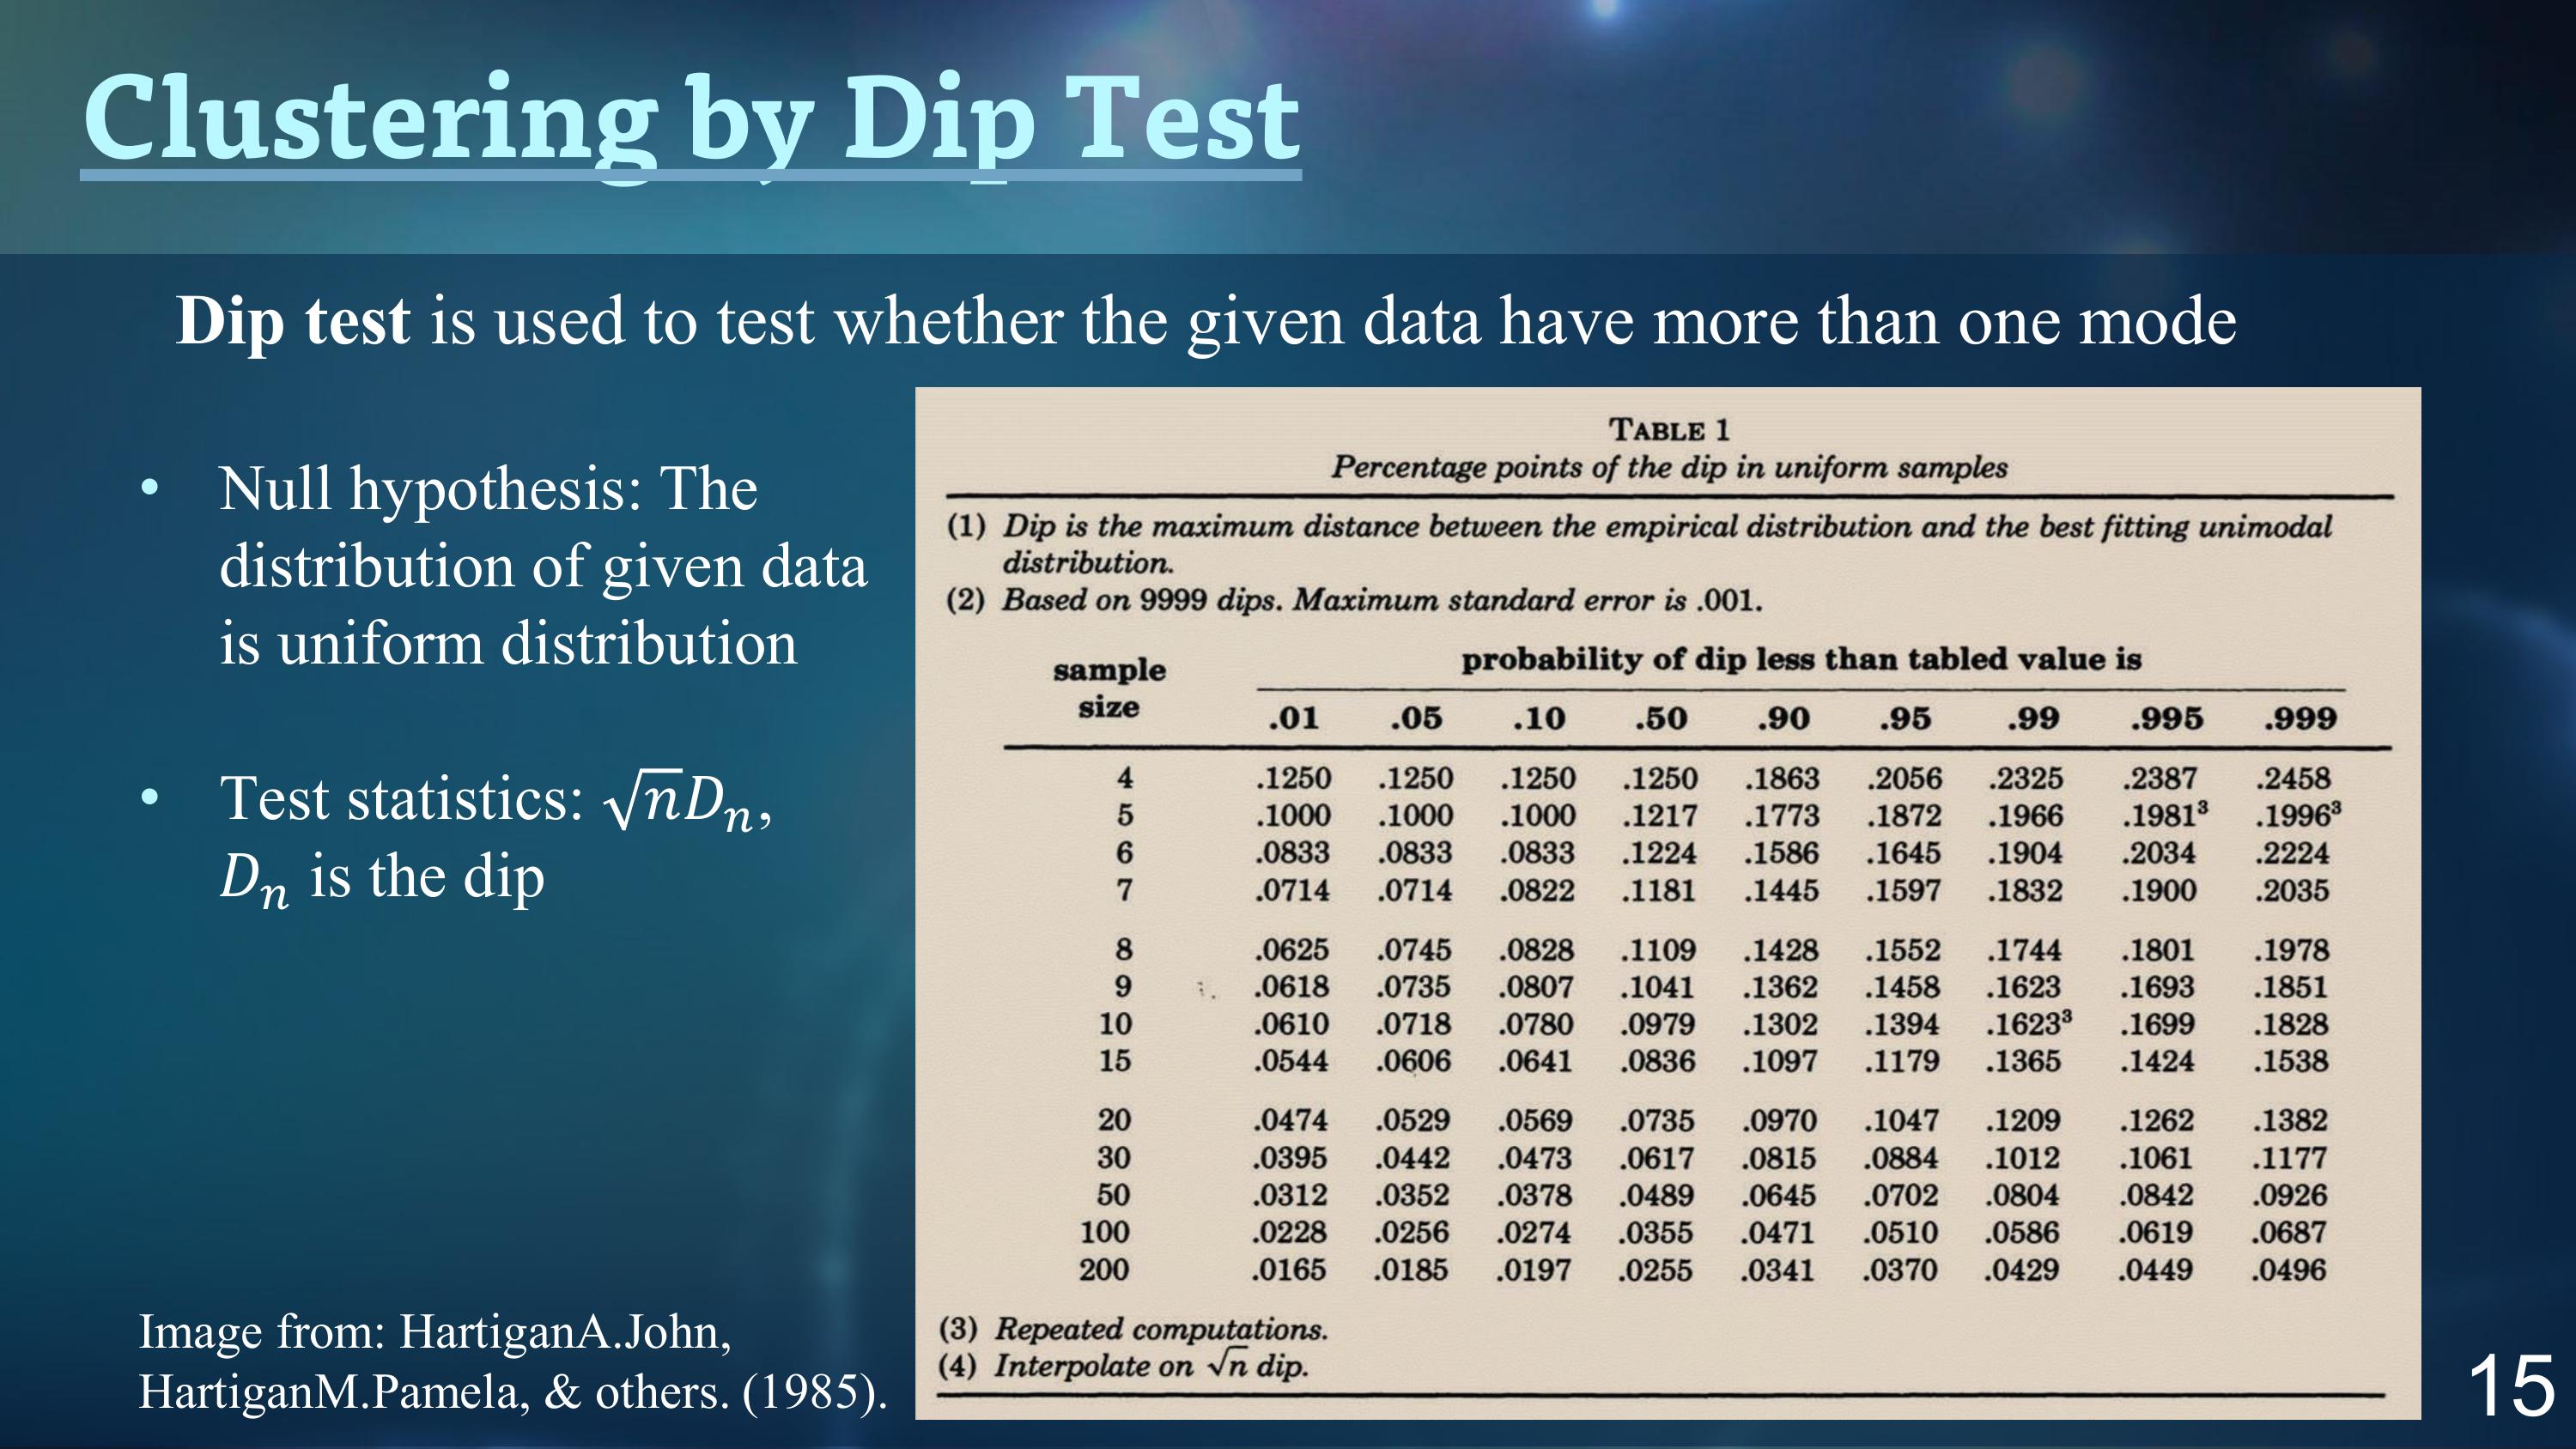 Clustering by Dip Test
Dip test is used to test whether the given data have more than one mode
• Null hypothesis: The
distribution of given data
is uniform distribution
• Test statistics: √n Dₙ,
Dₙ is the dip
Image from: HartiganA.John,
HartiganM.Pamela, & others. (1985).
TABLE 1
Percentage points of the dip in uniform samples
(1) Dip is the maximum distance between the empirical distribution and the best fitting unimodal
distribution.
(2) Based on 9999 dips. Maximum standard error is .001.
sample size probability of dip less than tabled value is
.01 .05 .10 .50 .90 .95 .99 .995 .999
4 .1250 .1250 .1250 .1250 .1863 .2056 .2325 .2387 .2458
5 .1000 .1000 .1000 .1217 .1773 .1872 .1966 .1981³ .1996³
6 .0833 .0833 .0833 .1224 .1586 .1645 .1904 .2034 .2224
7 .0714 .0714 .0822 .1181 .1445 .1597 .1832 .1900 .2035
8 .0625 .0745 .0828 .1109 .1428 .1552 .1744 .1801 .1978
9 .0618 .0735 .0807 .1041 .1362 .1458 .1623 .1693 .1851
10 .0610 .0718 .0780 .0979 .1302 .1394 .1623³ .1699 .1828
15 .0544 .0606 .0641 .0836 .1097 .1179 .1365 .1424 .1538
20 .0474 .0529 .0569 .0735 .0970 .1047 .1209 .1262 .1382
30 .0395 .0442 .0473 .0617 .0815 .0884 .1012 .1061 .1177
50 .0312 .0352 .0378 .0489 .0645 .0702 .0804 .0842 .0926
100 .0228 .0256 .0274 .0355 .0471 .0510 .0586 .0619 .0687
200 .0165 .0185 .0197 .0255 .0341 .0370 .0429 .0449 .0496
(3) Repeated computations.
(4) Interpolate on √n dip.
15